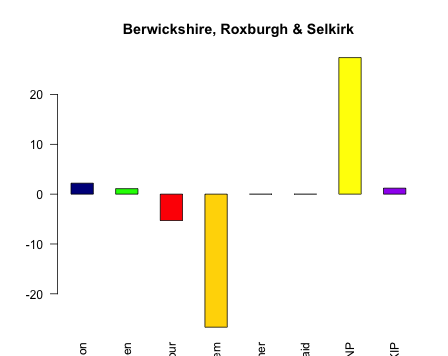 Berwickshire, Roxburgh & Selkirk
20
10
0
-10
-20
on
en
our
em
her
aid
NP
KIP